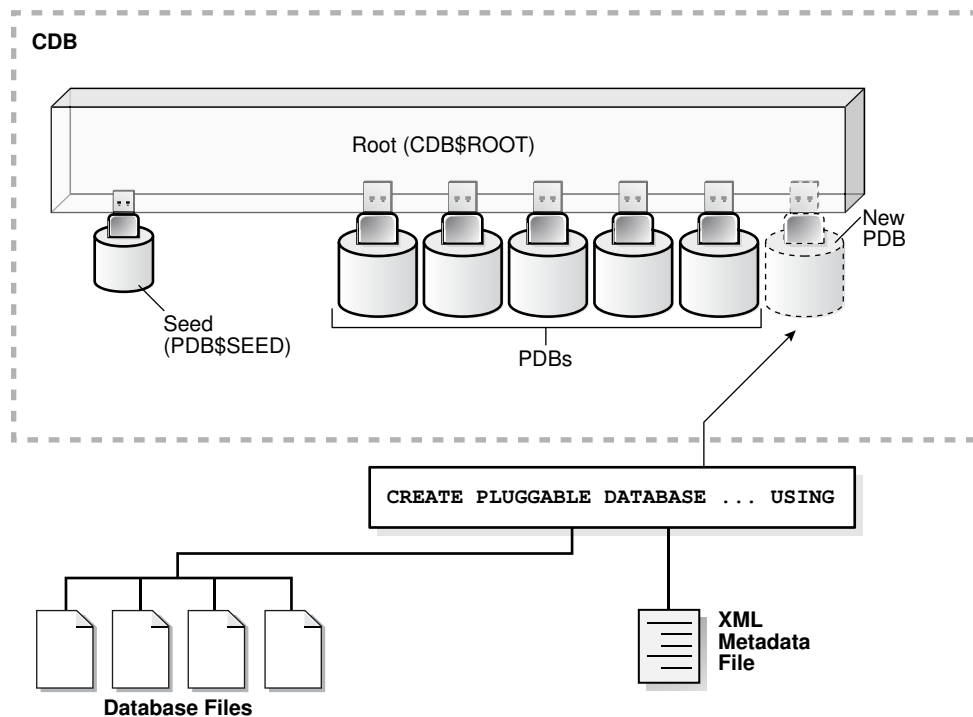 CDB
Root (CDB$ROOT)
New
PDB
Seed
(PDB$SEED)
PDBs
CREATE PLUGGABLE DATABASE ... USING
XML
Metadata
File
Database Files